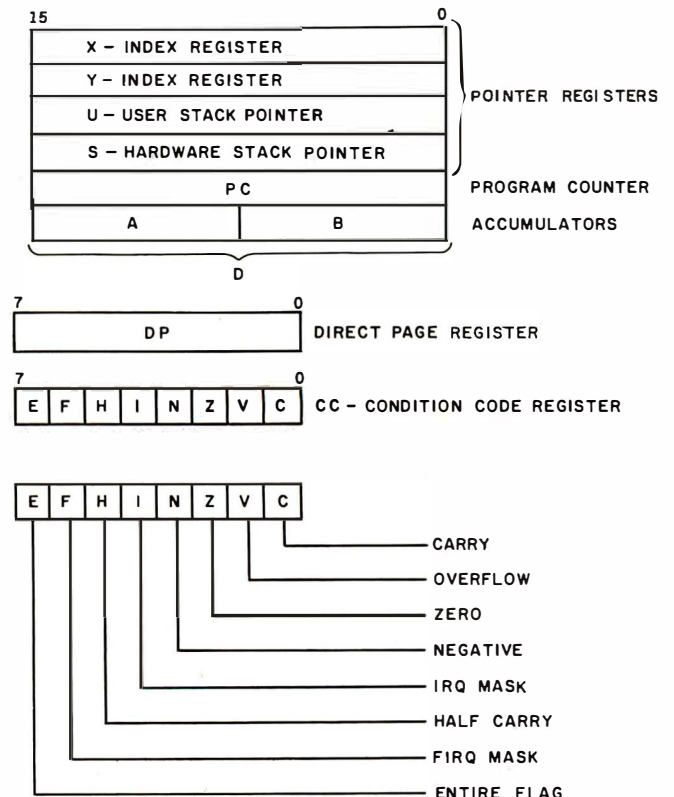 15 0
X – INDEX REGISTER
Y – INDEX REGISTER
U – USER STACK POINTER
S – HARDWARE STACK POINTER
POINTER REGISTERS
PC PROGRAM COUNTER
A B ACCUMULATORS
D
7 0
DP DIRECT PAGE REGISTER
7 0
E F H I N Z V C CC – CONDITION CODE REGISTER
E F H I N Z V C
CARRY
OVERFLOW
ZERO
NEGATIVE
IRQ MASK
HALF CARRY
FIRQ MASK
ENTIRE FLAG